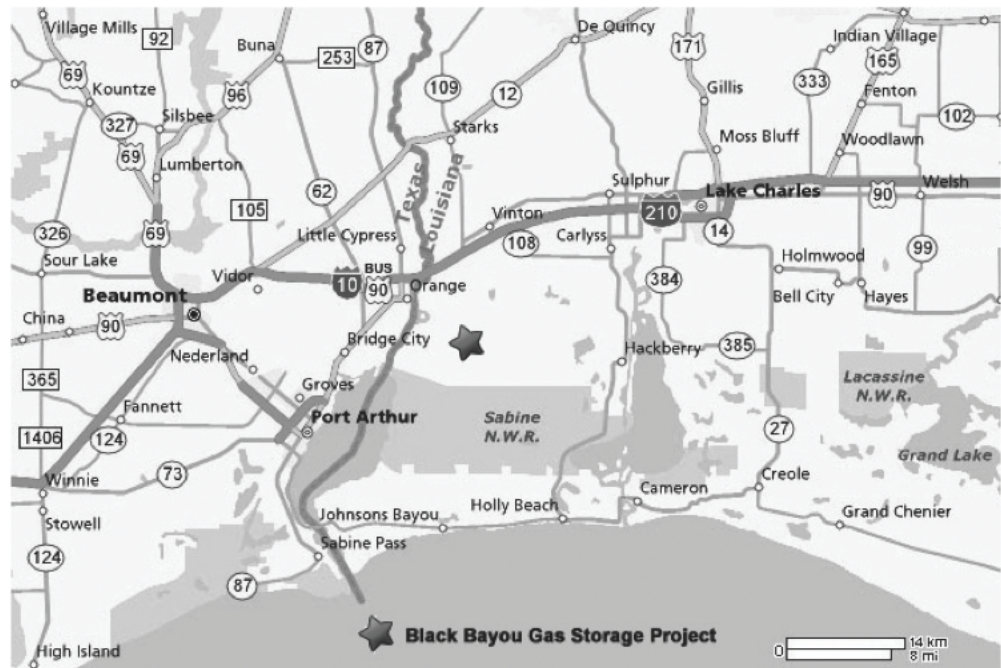 Village Mills
92
Buna
253
87
De Quincy
171
Indian Village
165
333
69
Kountze
96
109
12
Gillis
Fenton
327
Silsbee
Starks
102
69
Moss Bluff
Woodlawn
Lumberton
Texas
Louisiana
62
Sulphur
Lake Charles
90
Welsh
105
210
326
69
Little Cypress
Vinton
108
Carlyss
14
99
Sour Lake
Vidor
BUS
10
90
Orange
384
Holmwood
Bell City
Hayes
Beaumont
China
90
Bridge City
Hackberry
385
Nederland
365
Groves
Lacassine
N.W.R.
Fannett
Port Arthur
Sabine
N.W.R.
1406
124
27
Grand Lake
73
Winnie
Creole
Cameron
Holly Beach
Stowell
Johnsons Bayou
Grand Chenier
Sabine Pass
124
87
Black Bayou Gas Storage Project
High Island
0
14 km
8 mi